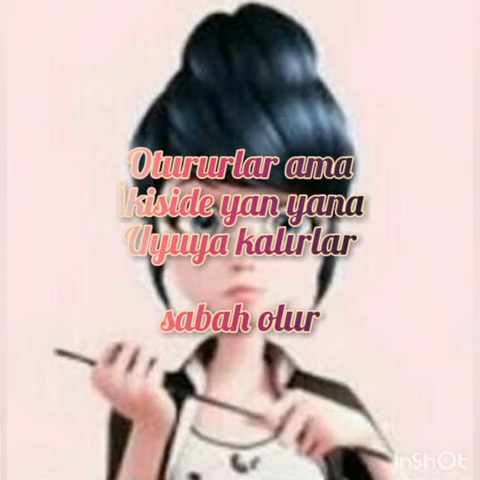 Otururlar ama
İkiside yan yana
Uyuya kalırlar
sabah olur
InShOt